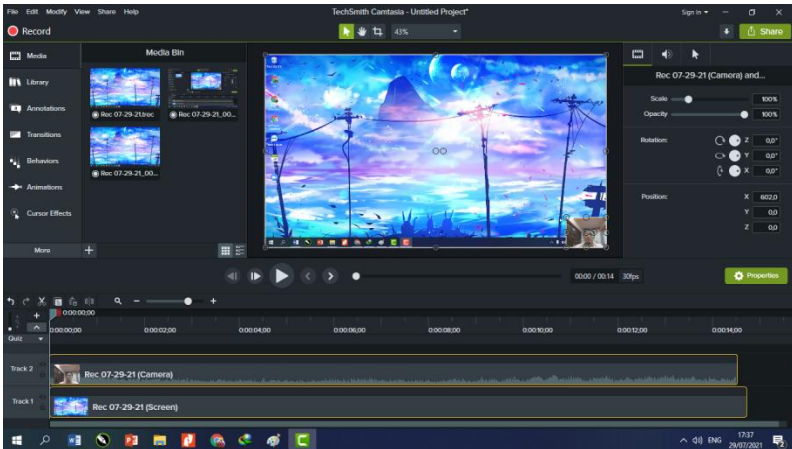 File Edit Modify View Share Help
TechSmith Camtasia - Untitled Project*
Sign In
Record
43%
Share
Media
Library
Annotations
Transitions
Behaviors
Animations
Cursor Effects
More
Media Bin
Rec 07-29-21.trec
Rec 07-29-21_00...
Rec 07-29-21_00...
Rec 07-29-21 (Camera) and...
Scale 100%
Opacity 100%
Rotation: Z 0,0°
Y 0,0°
X 0,0°
Position: X 602,0
Y 0,0
Z 0,0
00:00 / 00:14 30fps
Properties
0:00:00;00
0:00:00;00 0:00:02;00 0:00:04;00 0:00:06;00 0:00:08;00 0:00:10;00 0:00:12;00 0:00:14;00
Quiz
Track 2
Rec 07-29-21 (Camera)
Track 1
Rec 07-29-21 (Screen)
ENG
17:37
29/07/2021